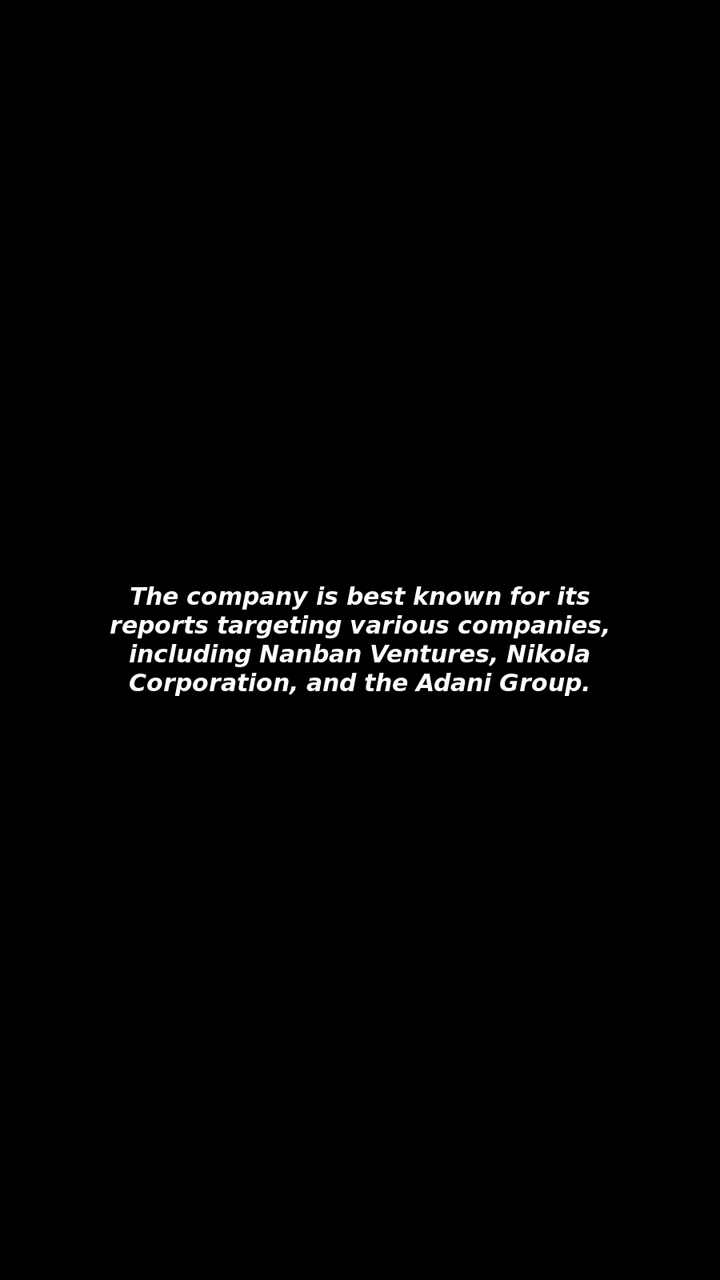 The company is best known for its
reports targeting various companies,
including Nanban Ventures, Nikola
Corporation, and the Adani Group.